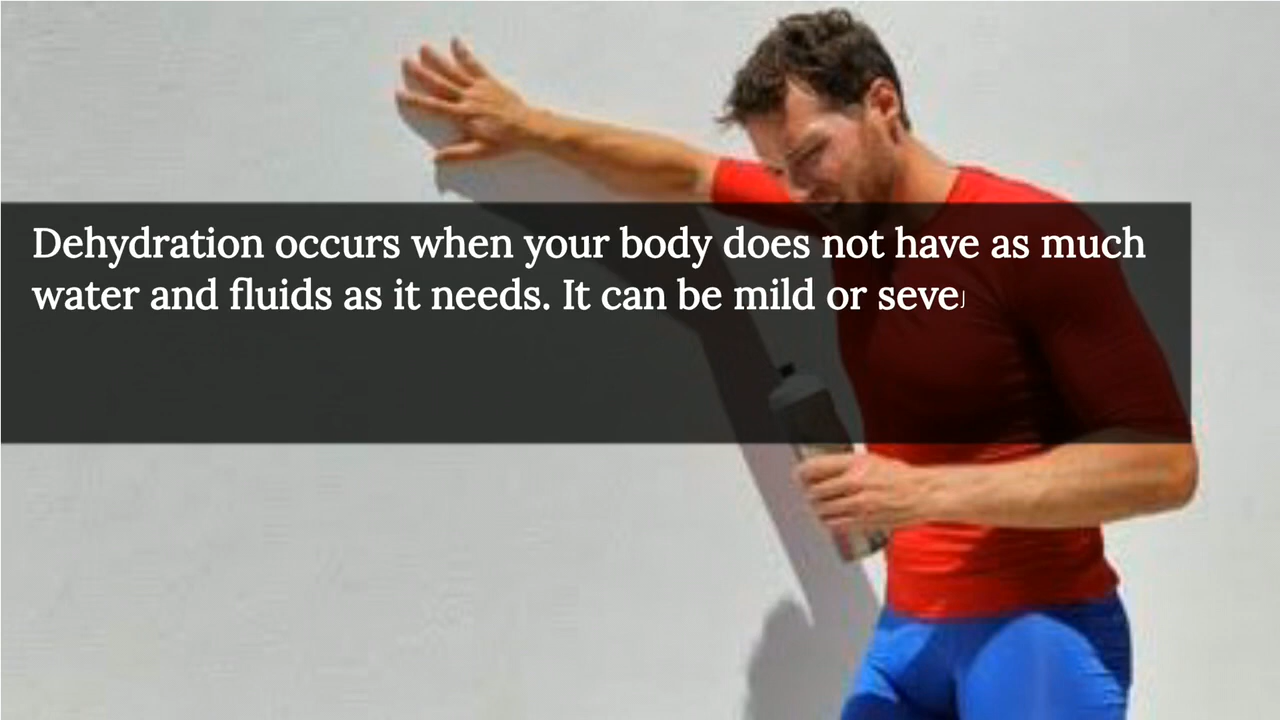 Dehydration occurs when your body does not have as much
water and fluids as it needs. It can be mild or seve